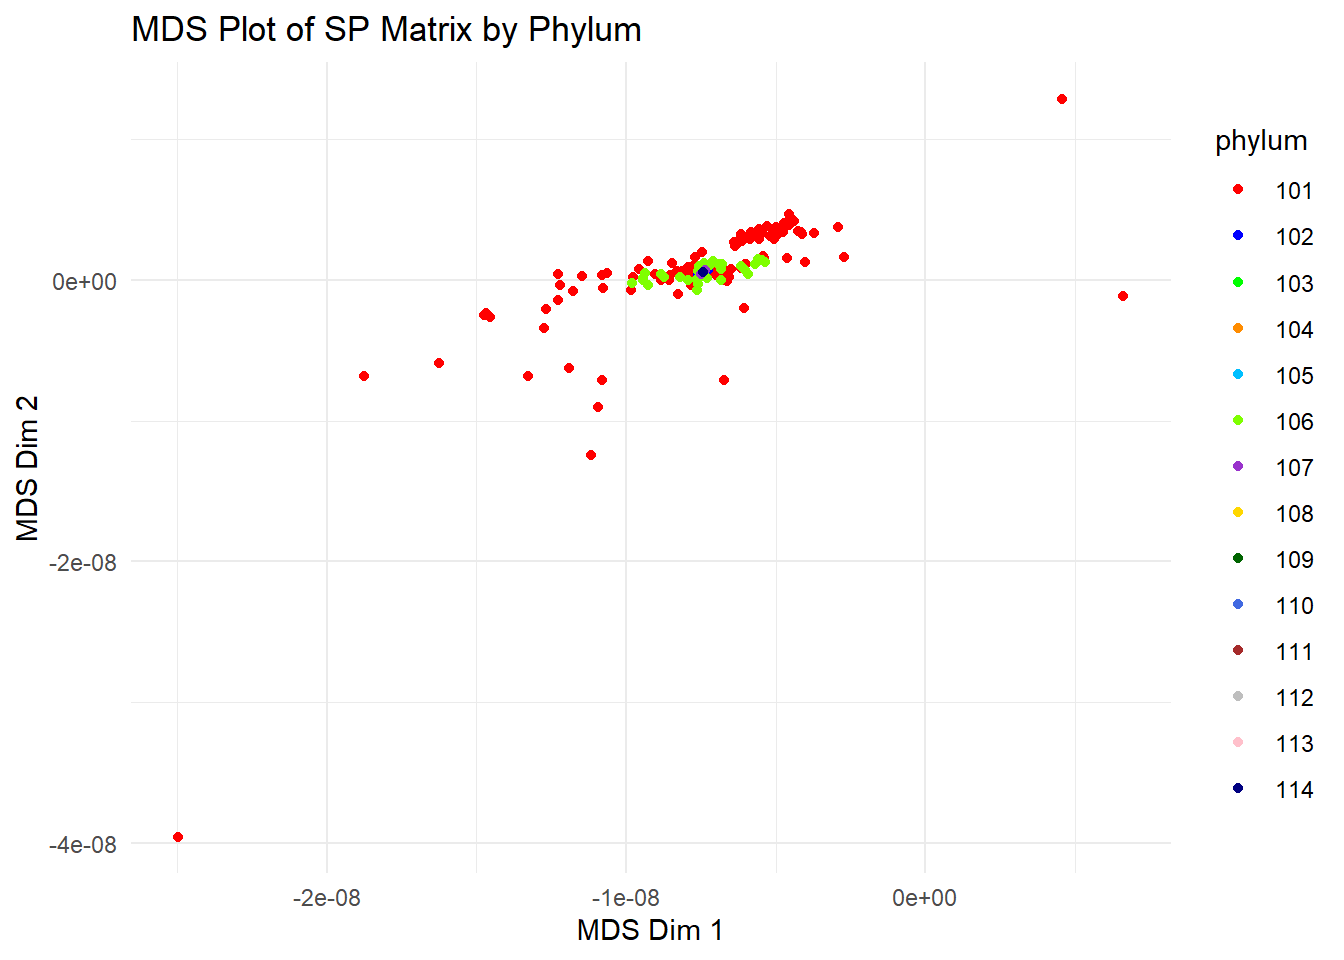 MDS Plot of SP Matrix by Phylum
MDS Dim 2
0e+00
-2e-08
-4e-08
-2e-08
-1e-08
0e+00
MDS Dim 1
phylum
101
102
103
104
105
106
107
108
109
110
111
112
113
114